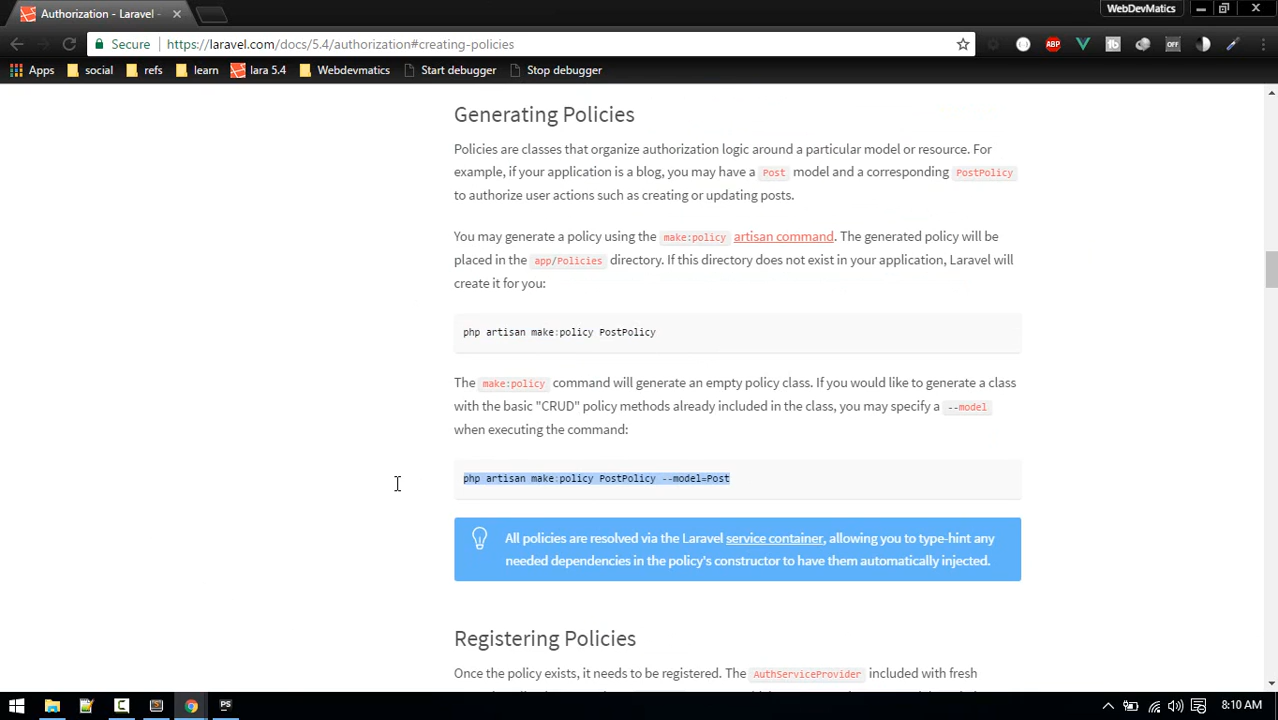 Authorization - Laravel -
WebDevMatics
Secure https://laravel.com/docs/5.4/authorization#creating-policies
ABP
OFF
Apps social refs learn lara 5.4 Webdevmatics Start debugger Stop debugger
Generating Policies
Policies are classes that organize authorization logic around a particular model or resource. For
example, if your application is a blog, you may have a Post model and a corresponding PostPolicy
to authorize user actions such as creating or updating posts.
You may generate a policy using the make:policy artisan command. The generated policy will be
placed in the app/Policies directory. If this directory does not exist in your application, Laravel will
create it for you:
php artisan make:policy PostPolicy
The make:policy command will generate an empty policy class. If you would like to generate a class
with the basic "CRUD" policy methods already included in the class, you may specify a --model
when executing the command:
php artisan make:policy PostPolicy --model=Post
All policies are resolved via the Laravel service container, allowing you to type-hint any
needed dependencies in the policy's constructor to have them automatically injected.
Registering Policies
Once the policy exists, it needs to be registered. The AuthServiceProvider included with fresh
PS
8:10 AM